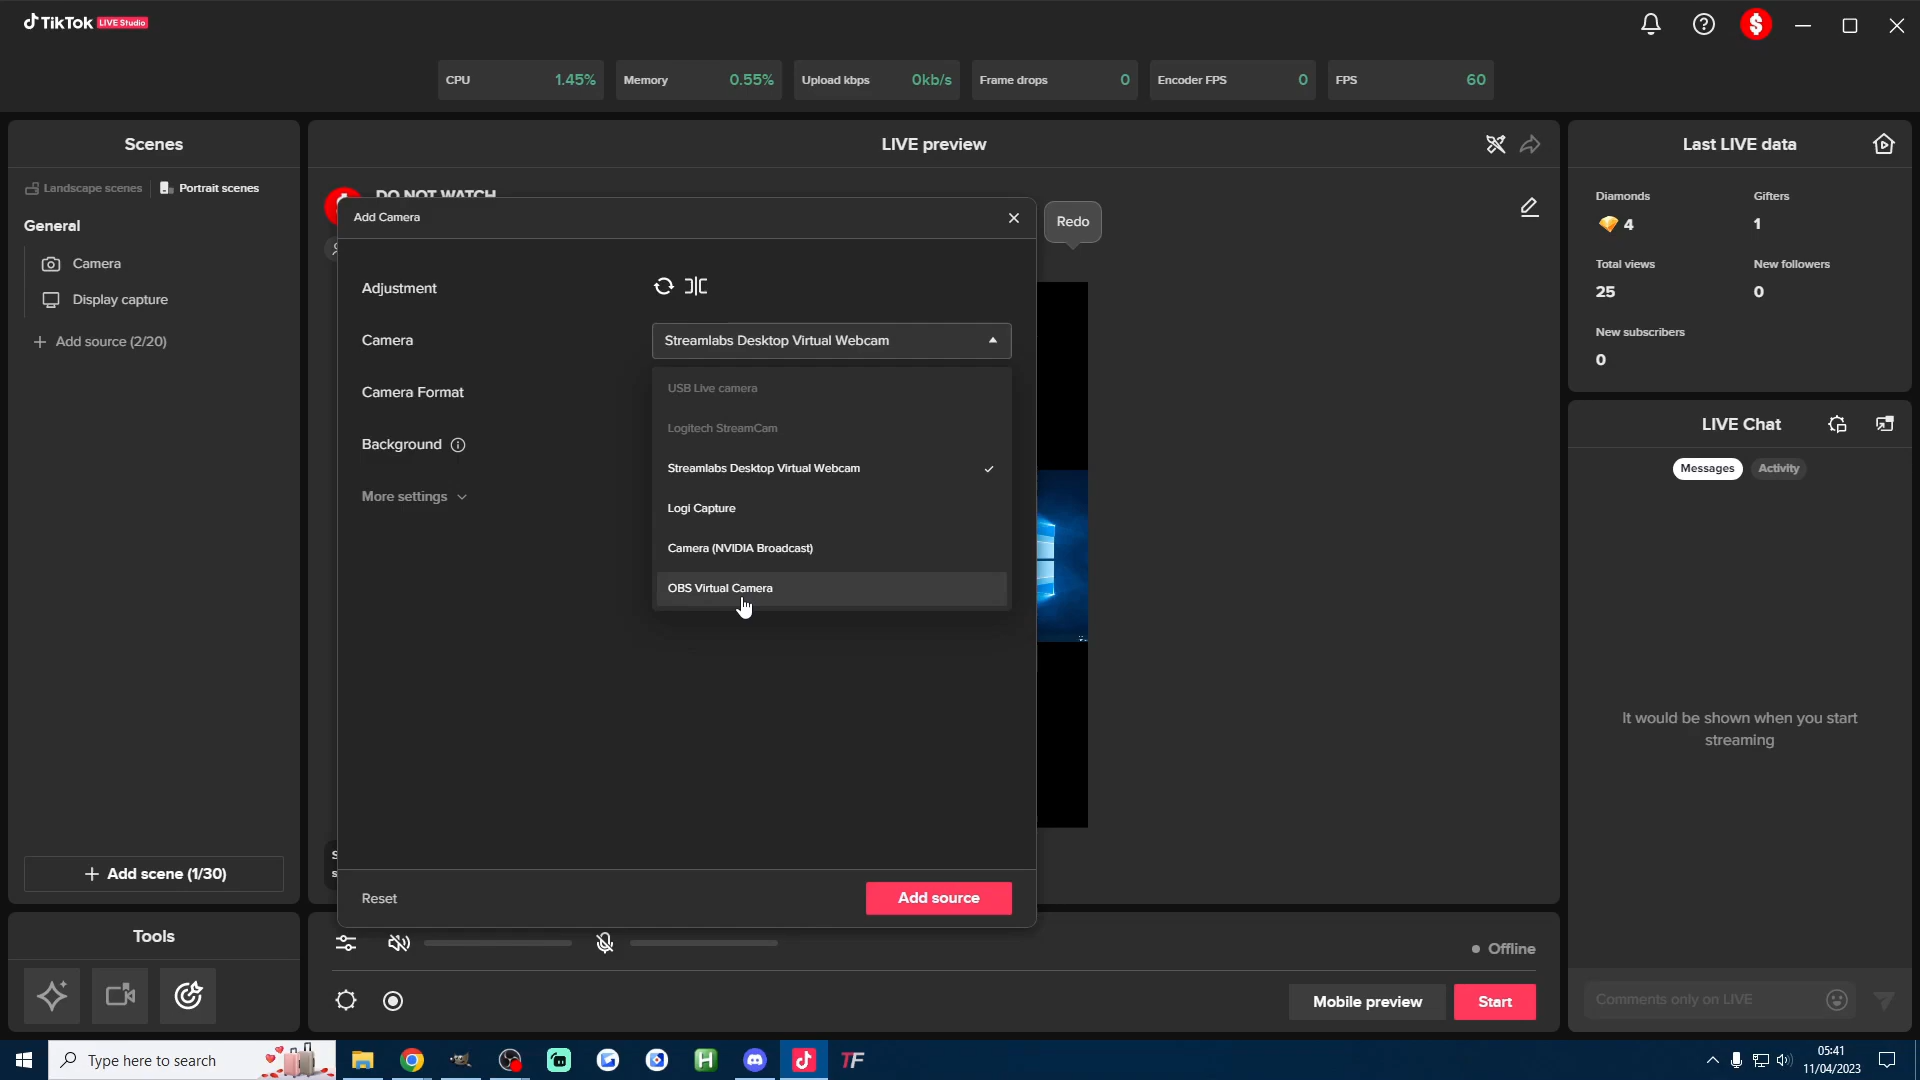 TikTok LIVE Studio
CPU 1.45%
Memory 0.55%
Upload kbps 0kb/s
Frame drops 0
Encoder FPS 0
FPS 60
Scenes
Landscape scenes
Portrait scenes
General
Camera
Display capture
+ Add source (2/20)
+ Add scene (1/30)
Tools
LIVE preview
DO NOT WATCH
Redo
Add Camera
Adjustment
Camera
Streamlabs Desktop Virtual Webcam
Camera Format
Background
More settings
USB Live camera
Logitech StreamCam
Streamlabs Desktop Virtual Webcam
Logi Capture
Camera (NVIDIA Broadcast)
OBS Virtual Camera
Reset
Add source
Offline
Mobile preview
Start
Last LIVE data
Diamonds
4
Gifters
1
Total views
25
New followers
0
New subscribers
0
LIVE Chat
Messages
Activity
It would be shown when you start
streaming
Comments only on LIVE
Type here to search
H
TF
05:41
11/04/2023